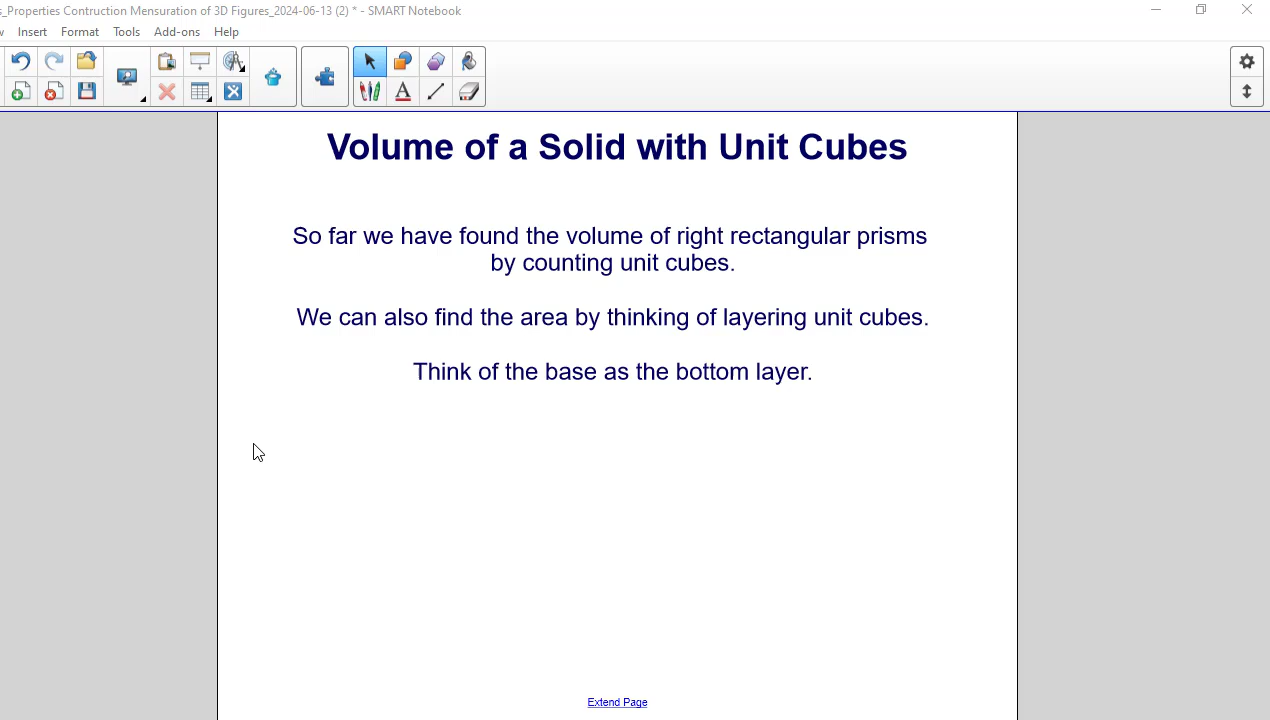 _Properties Contruction Mensuration of 3D Figures_2024-06-13 (2) * - SMART Notebook
Insert Format Tools Add-ons Help
Volume of a Solid with Unit Cubes
So far we have found the volume of right rectangular prisms
by counting unit cubes.
We can also find the area by thinking of layering unit cubes.
Think of the base as the bottom layer.
Extend Page